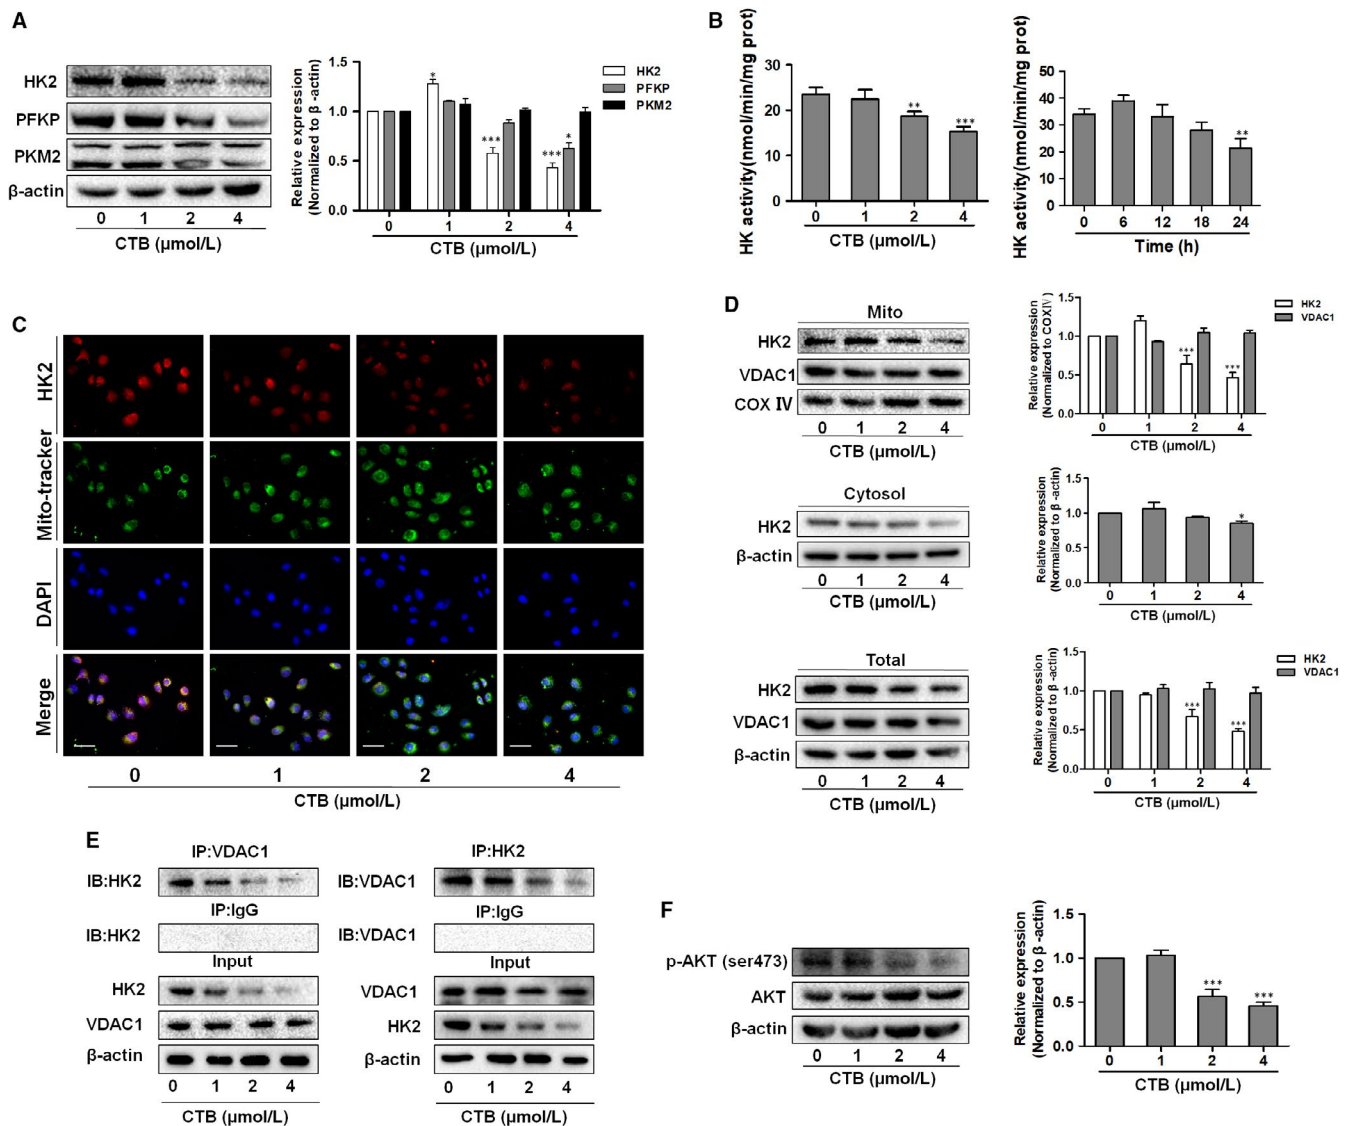 A
HK2
PFKP
PKM2
β-actin
0 1 2 4
CTB (μmol/L)
Relative expression
(Normalized to β -actin)
1.5
1.0
0.5
0.0
* *** *** *
0 1 2 4
CTB (μmol/L)
HK2
PFKP
PKM2
B
HK activity(nmol/min/mg prot)
30
20
10
0
** ***
0 1 2 4
CTB (μmol/L)
HK activity(nmol/min/mg prot)
50
40
30
20
10
0
**
0 6 12 18 24
Time (h)
C
HK2
Mito-tracker
DAPI
Merge
0 1 2 4
CTB (μmol/L)
D
Mito
HK2
VDAC1
COX IV
0 1 2 4
CTB (μmol/L)
Relative expression
(Normalized to COXIV)
1.5
1.0
0.5
0.0
*** ***
0 1 2 4
CTB (μmol/L)
HK2
VDAC1
Cytosol
HK2
β-actin
0 1 2 4
CTB (μmol/L)
Relative expression
(Normalized to β -actin)
1.5
1.0
0.5
0.0
*
0 1 2 4
CTB (μmol/L)
Total
HK2
VDAC1
β-actin
0 1 2 4
CTB (μmol/L)
Relative expression
(Normalized to β -actin)
1.5
1.0
0.5
0.0
*** ***
0 1 2 4
CTB (μmol/L)
HK2
VDAC1
E
IP:VDAC1
IB:HK2
IP:IgG
IB:HK2
Input
HK2
VDAC1
β-actin
0 1 2 4
CTB (μmol/L)
IP:HK2
IB:VDAC1
IP:IgG
IB:VDAC1
Input
VDAC1
HK2
β-actin
0 1 2 4
CTB (μmol/L)
F
p-AKT (ser473)
AKT
β-actin
0 1 2 4
CTB (μmol/L)
Relative expression
(Normalized to β -actin)
1.5
1.0
0.5
0.0
*** ***
0 1 2 4
CTB (μmol/L)